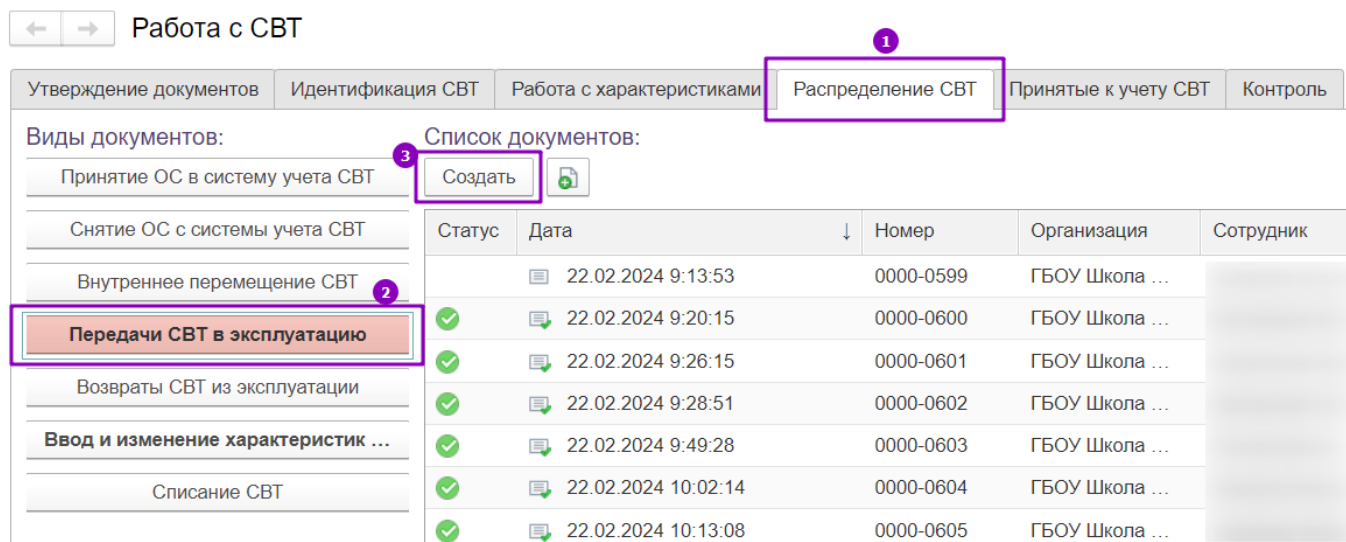 Работа с СВТ
1
Утверждение документов Идентификация СВТ Работа с характеристиками Распределение СВТ Принятые к учету СВТ Контроль
Виды документов:
Список документов:
3
Принятие ОС в систему учета СВТ
Создать
Снятие ОС с системы учета СВТ
Внутреннее перемещение СВТ
2
Передачи СВТ в эксплуатацию
Возвраты СВТ из эксплуатации
Ввод и изменение характеристик ...
Списание СВТ
Статус Дата ↓ Номер Организация Сотрудник
22.02.2024 9:13:53 0000-0599 ГБОУ Школа ...
22.02.2024 9:20:15 0000-0600 ГБОУ Школа ...
22.02.2024 9:26:15 0000-0601 ГБОУ Школа ...
22.02.2024 9:28:51 0000-0602 ГБОУ Школа ...
22.02.2024 9:49:28 0000-0603 ГБОУ Школа ...
22.02.2024 10:02:14 0000-0604 ГБОУ Школа ...
22.02.2024 10:13:08 0000-0605 ГБОУ Школа ...